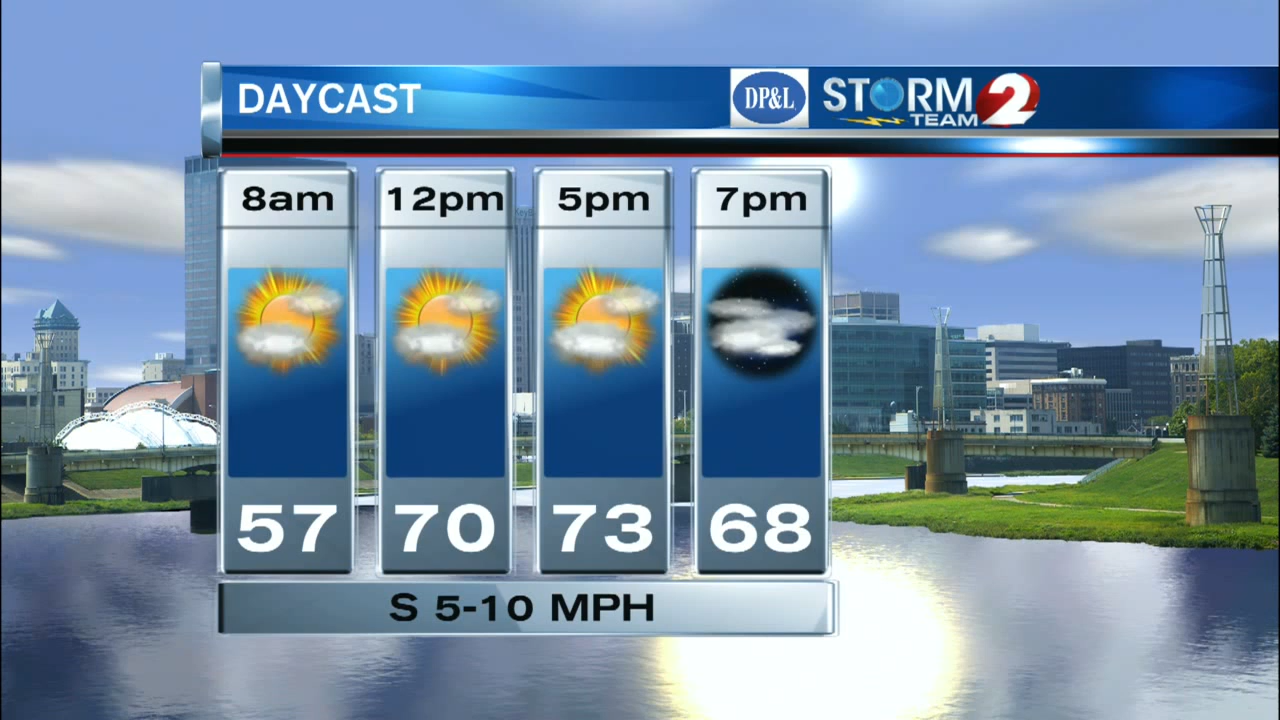 DAYCAST
DP&L
STORM
TEAM 2
8am 12pm 5pm 7pm
57 70 73 68
S 5-10 MPH